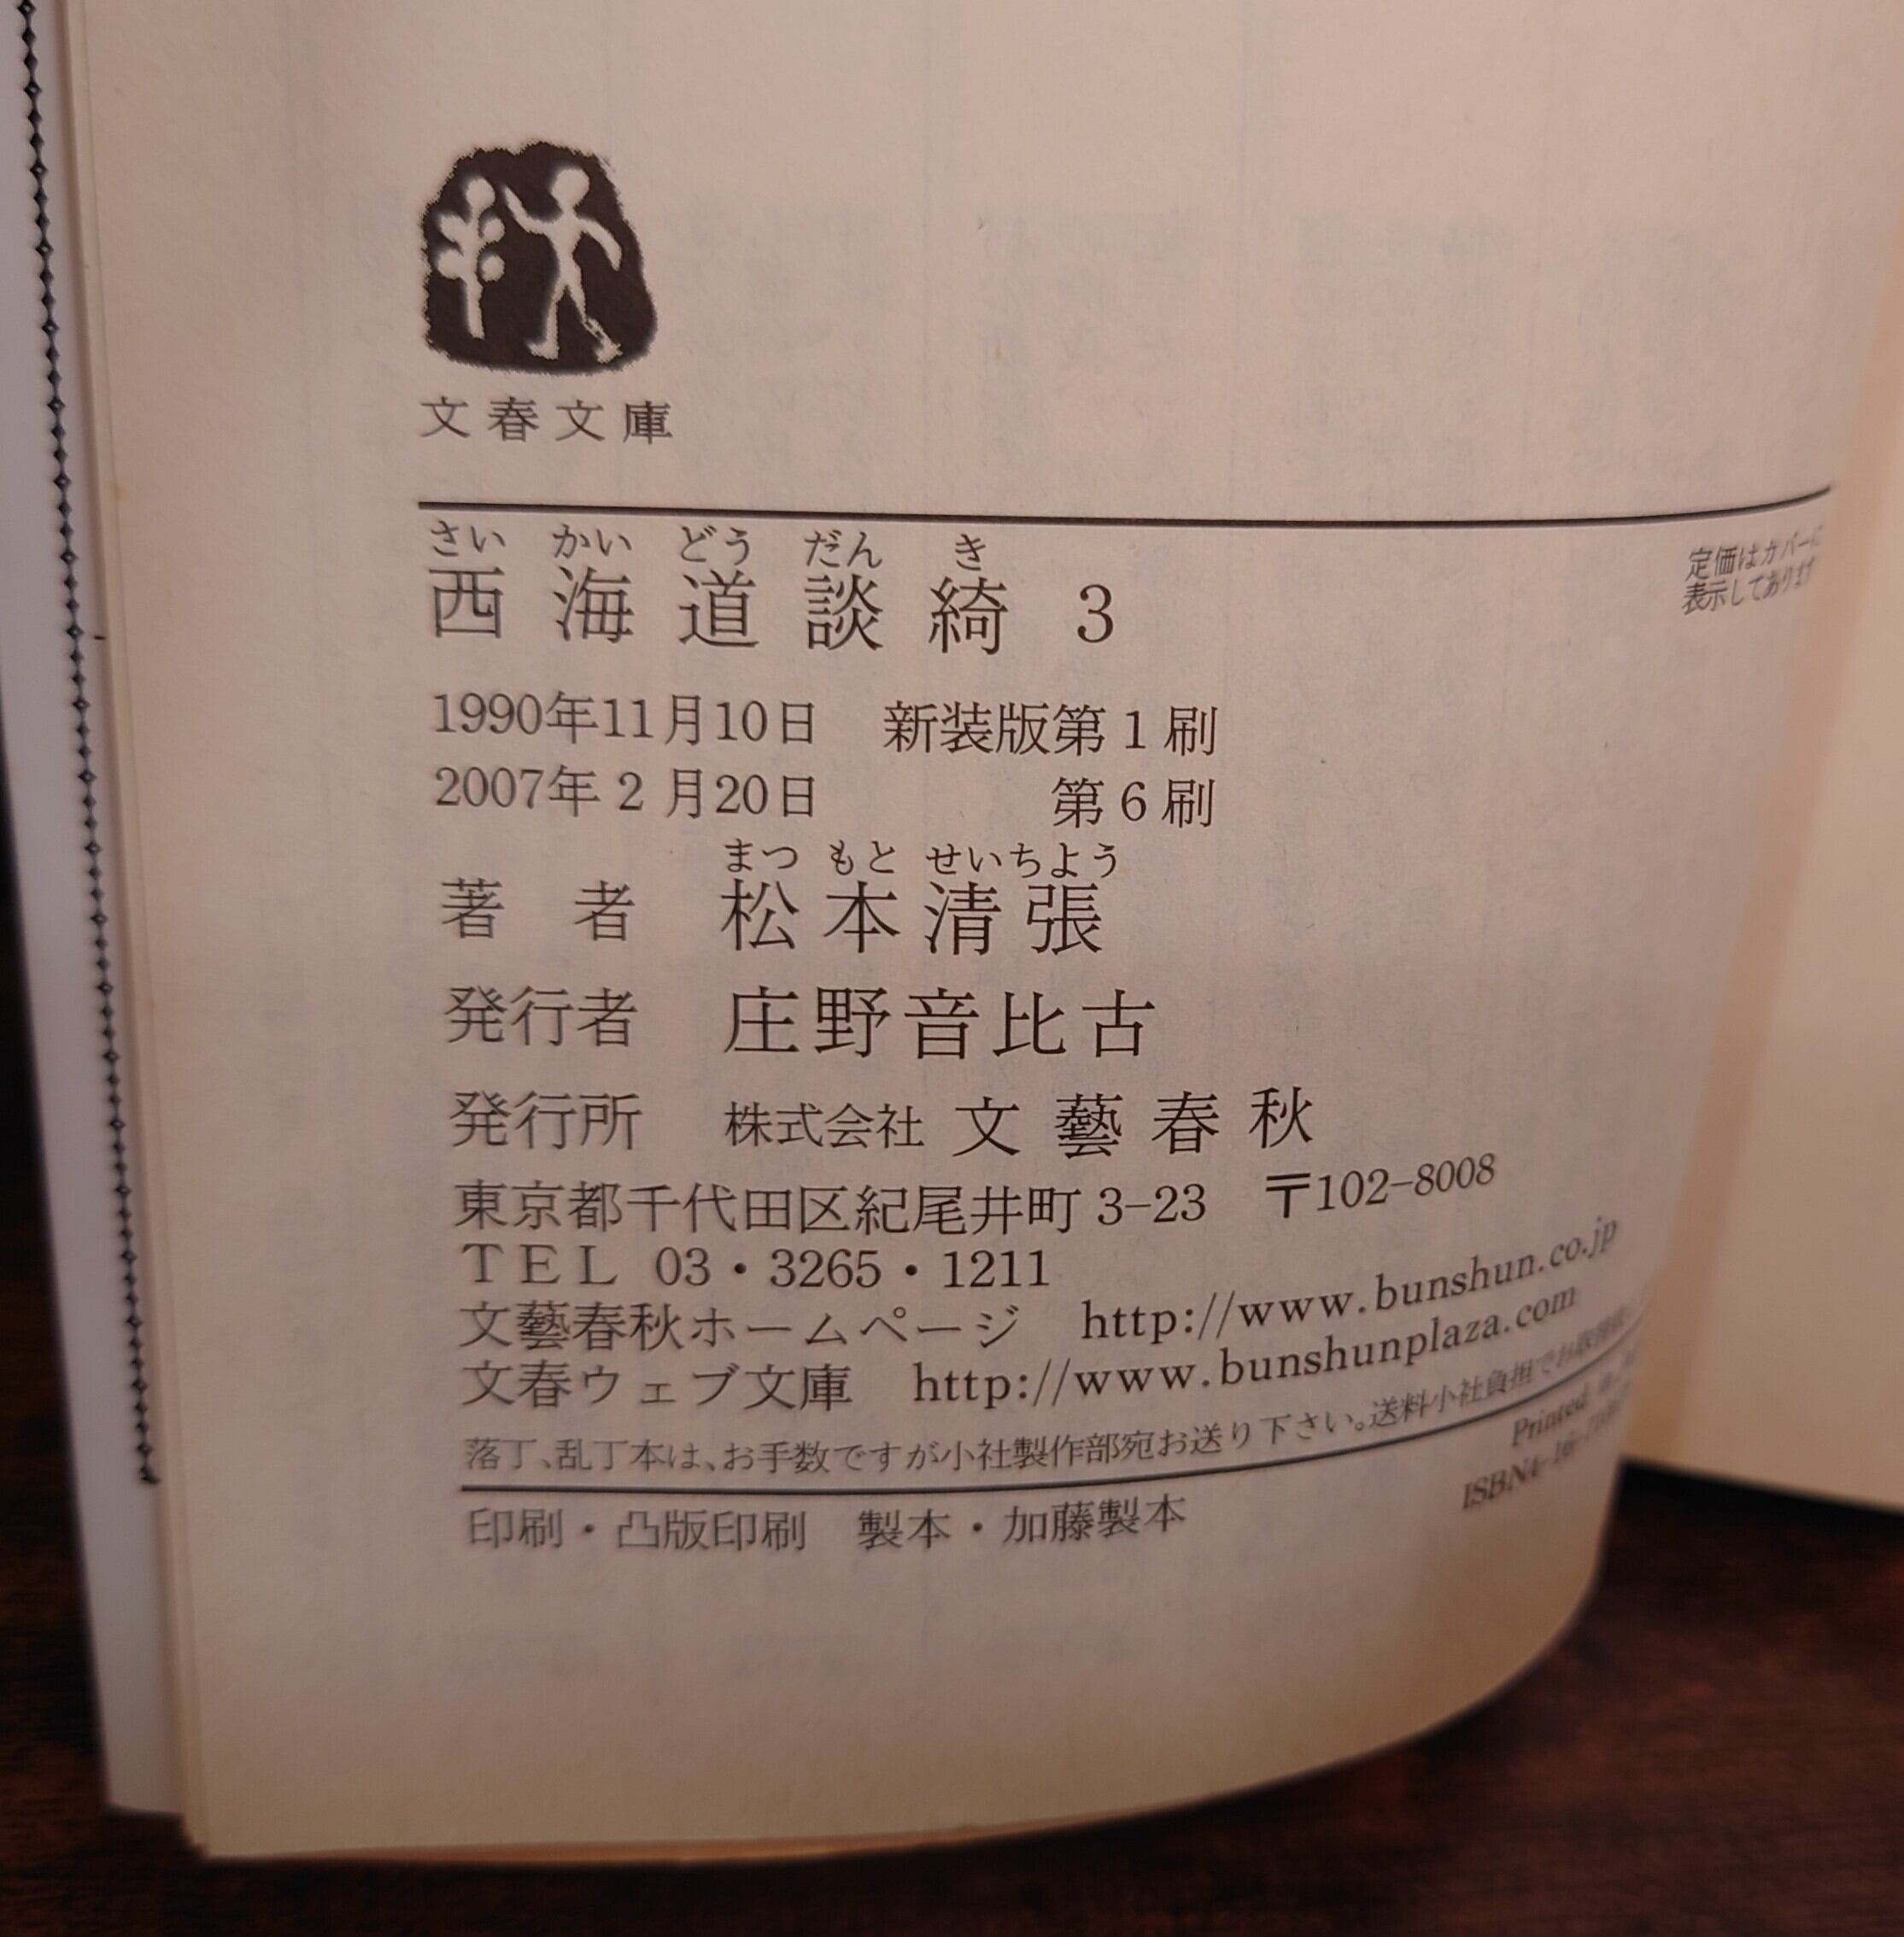 文春文庫
さいかいどうだんき
西海道談綺 3
定価はカバーに
表示してあります
1990年11月10日 新装版第1刷
2007年2月20日 第6刷
まつもとせいちよう
著 者 松本清張
発行者 庄野音比古
発行所 株式会社 文藝春秋
東京都千代田区紀尾井町 3-23 〒102-8008
TEL 03・3265・1211
文藝春秋ホームページ http://www.bunshun.co.jp
文春ウェブ文庫 http://www.bunshunplaza.com
落丁、乱丁本は、お手数ですが小社製作部宛お送り下さい。送料小社負担でお取替
印刷・凸版印刷 製本・加藤製本
Printed
ISBN4-16-